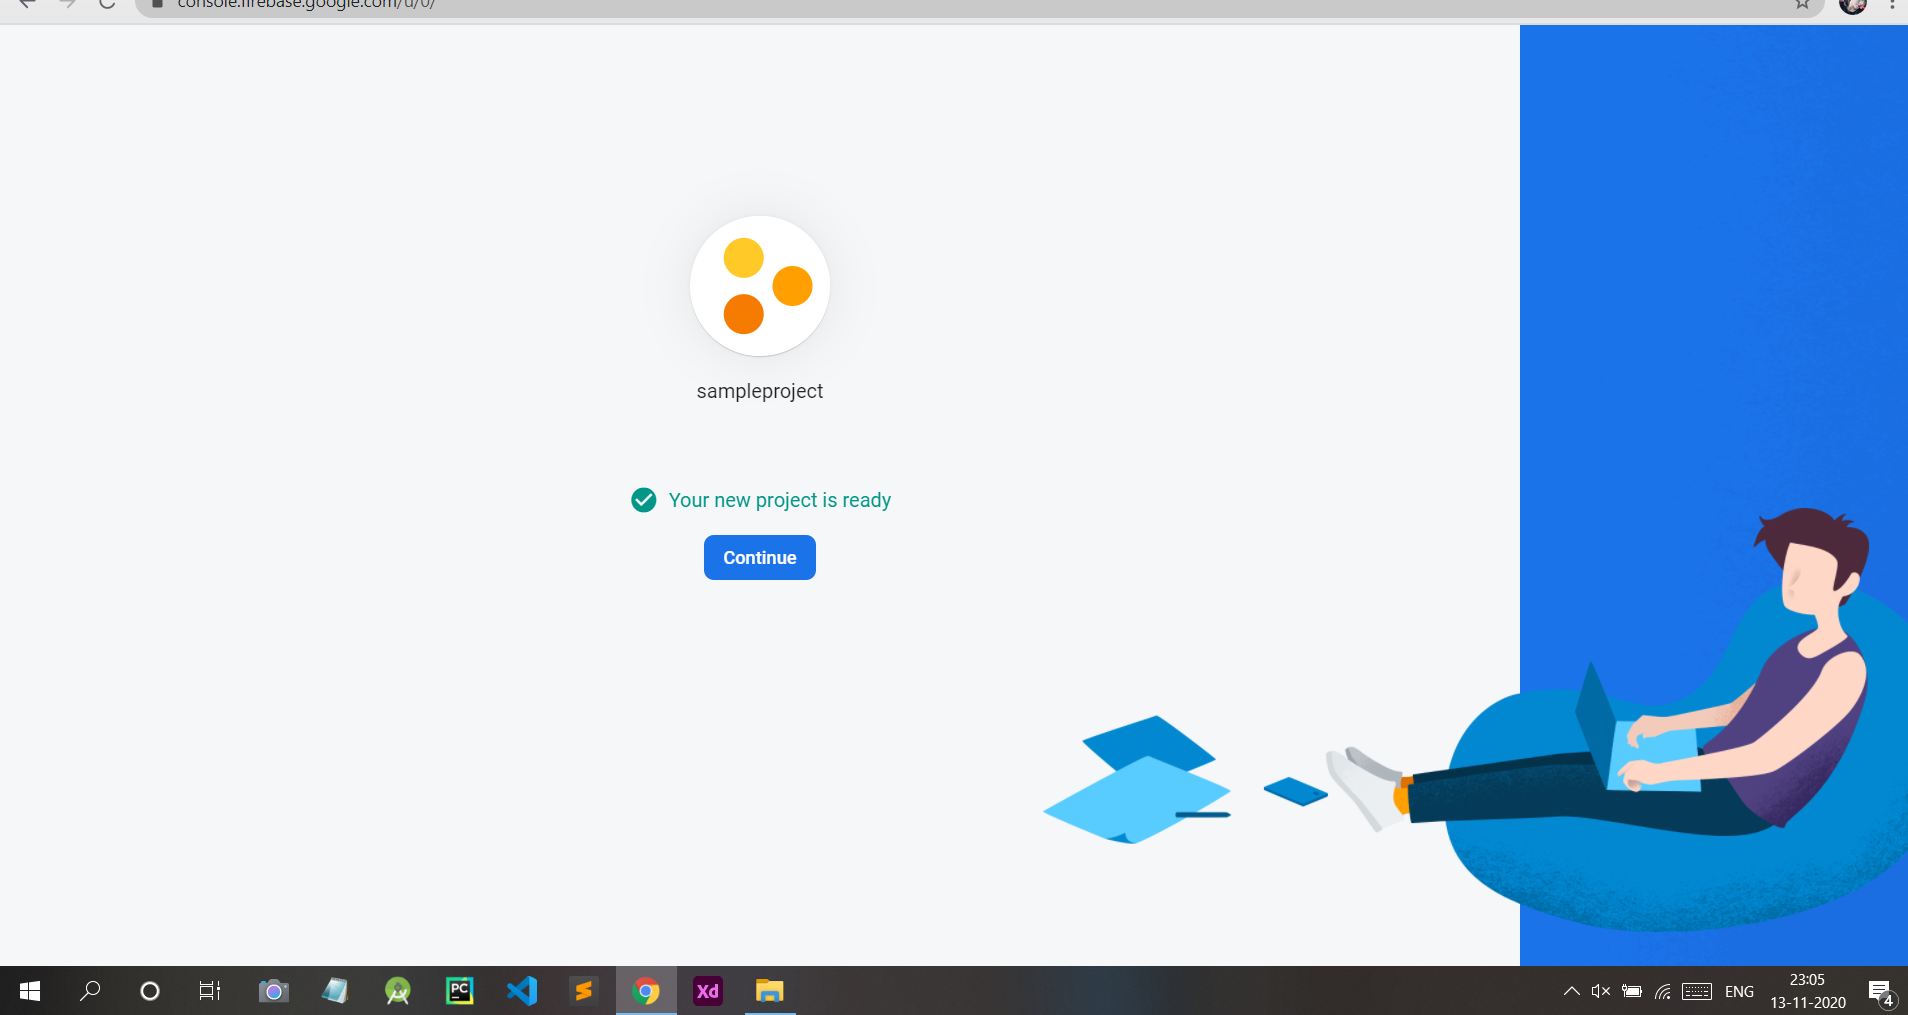 console.firebase.google.com/u/0/
sampleproject
Your new project is ready
Continue
PC
Xd
ENG
23:05
13-11-2020
4